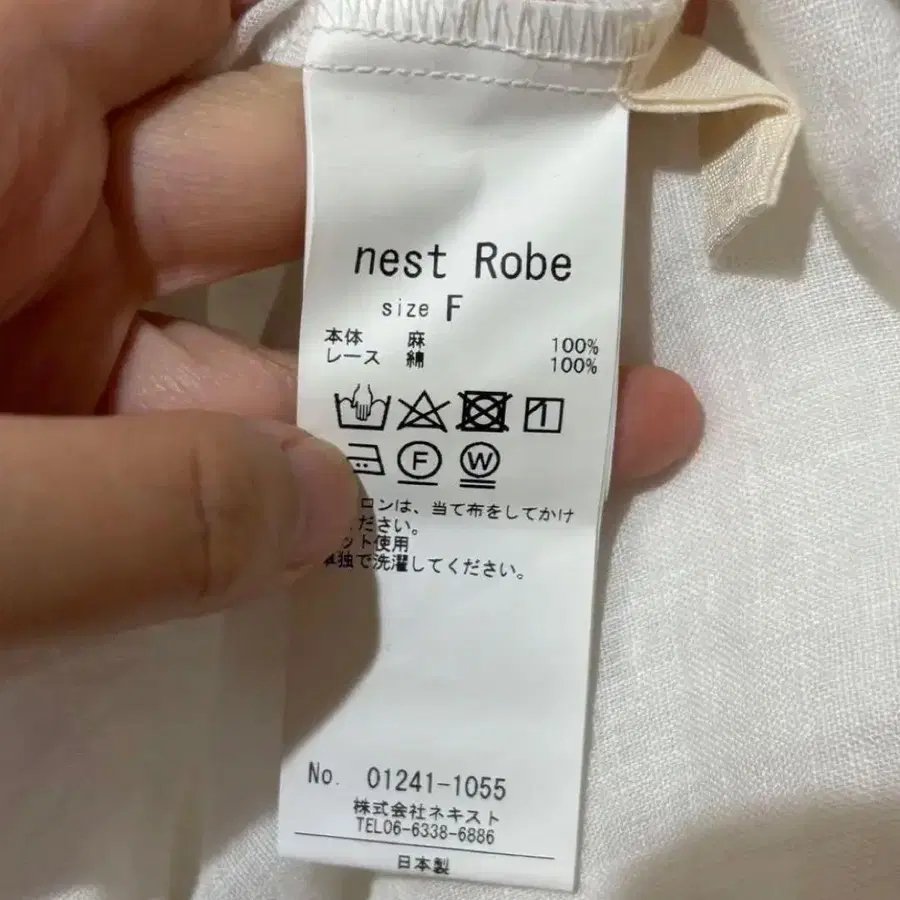 nest Robe
size F
本体 麻 100%
レース 綿 100%
F W
ロンは、当て布をしてかけ
ださい。
ット使用
独で洗濯してください。
No. 01241-1055
株式会社ネキスト
TEL06-6338-6886
日本製